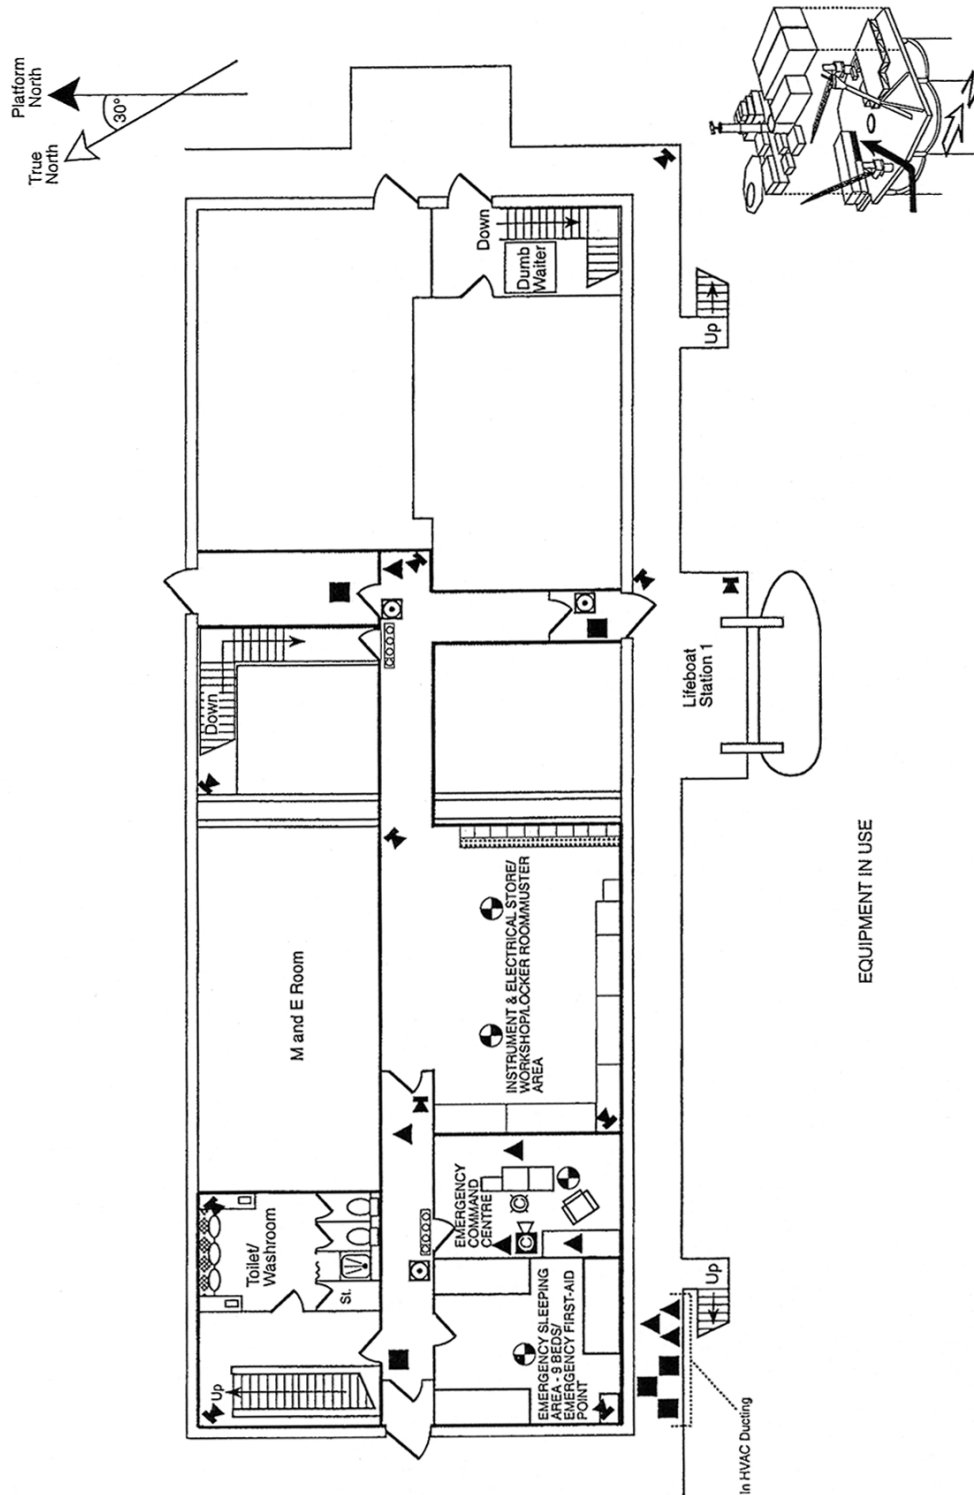 Platform
North
True
North
30°
Down
Dumb
Waiter
Up
Down
Lifeboat
Station 1
M and E Room
INSTRUMENT & ELECTRICAL STORE/
WORKSHOP/LOCKER ROOM/MUSTER
AREA
EQUIPMENT IN USE
Toilet/
Washroom
St.
EMERGENCY
COMMAND
CENTRE
Up
EMERGENCY SLEEPING
AREA - 9 BEDS/
EMERGENCY FIRST-AID
POINT
Up
In HVAC Ducting